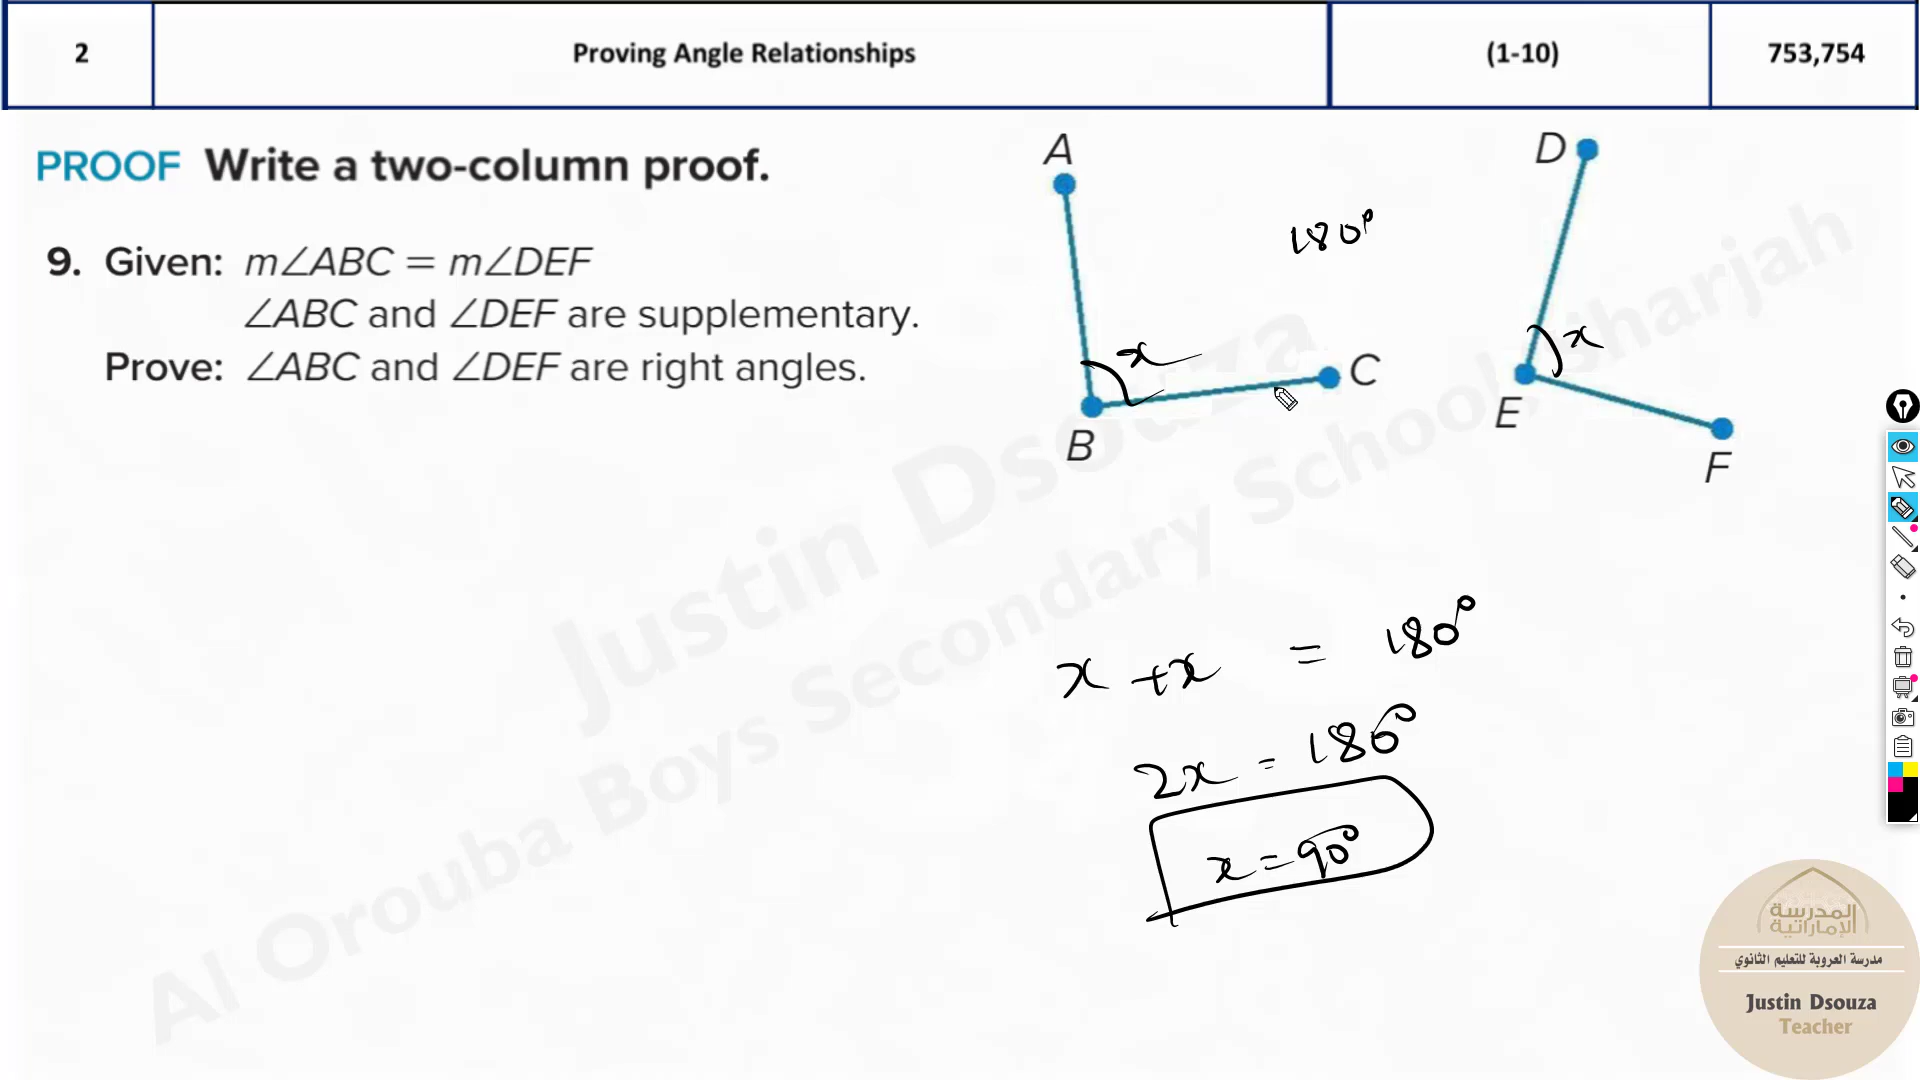 2 Proving Angle Relationships (1-10) 753,754
PROOF Write a two-column proof.
9. Given: m∠ABC = m∠DEF
∠ABC and ∠DEF are supplementary.
Prove: ∠ABC and ∠DEF are right angles.
A
180°
x
B
C
D
x
E
F
x + x = 180°
2x = 180°
x = 90°
Justin Dsouza
Al Orouba Boys Secondary School, Sharjah
المدرسة
الإماراتية
مدرسة العروبة للتعليم الثانوي
Justin Dsouza
Teacher